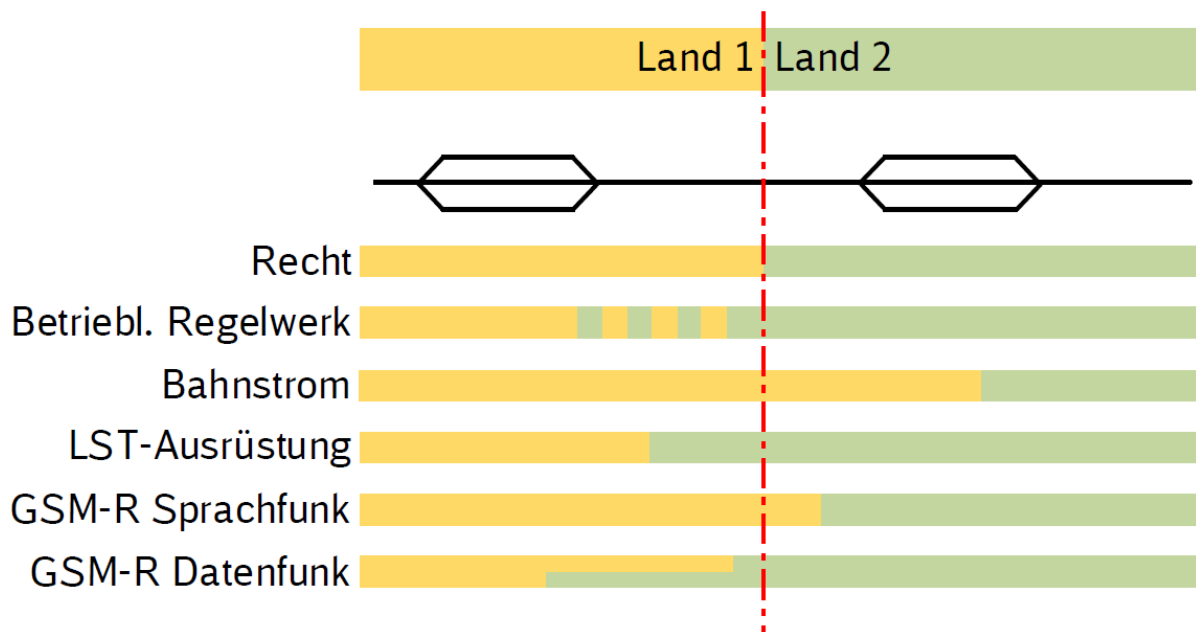 Land 1 Land 2
Recht
Betriebl. Regelwerk
Bahnstrom
LST-Ausrüstung
GSM-R Sprachfunk
GSM-R Datenfunk